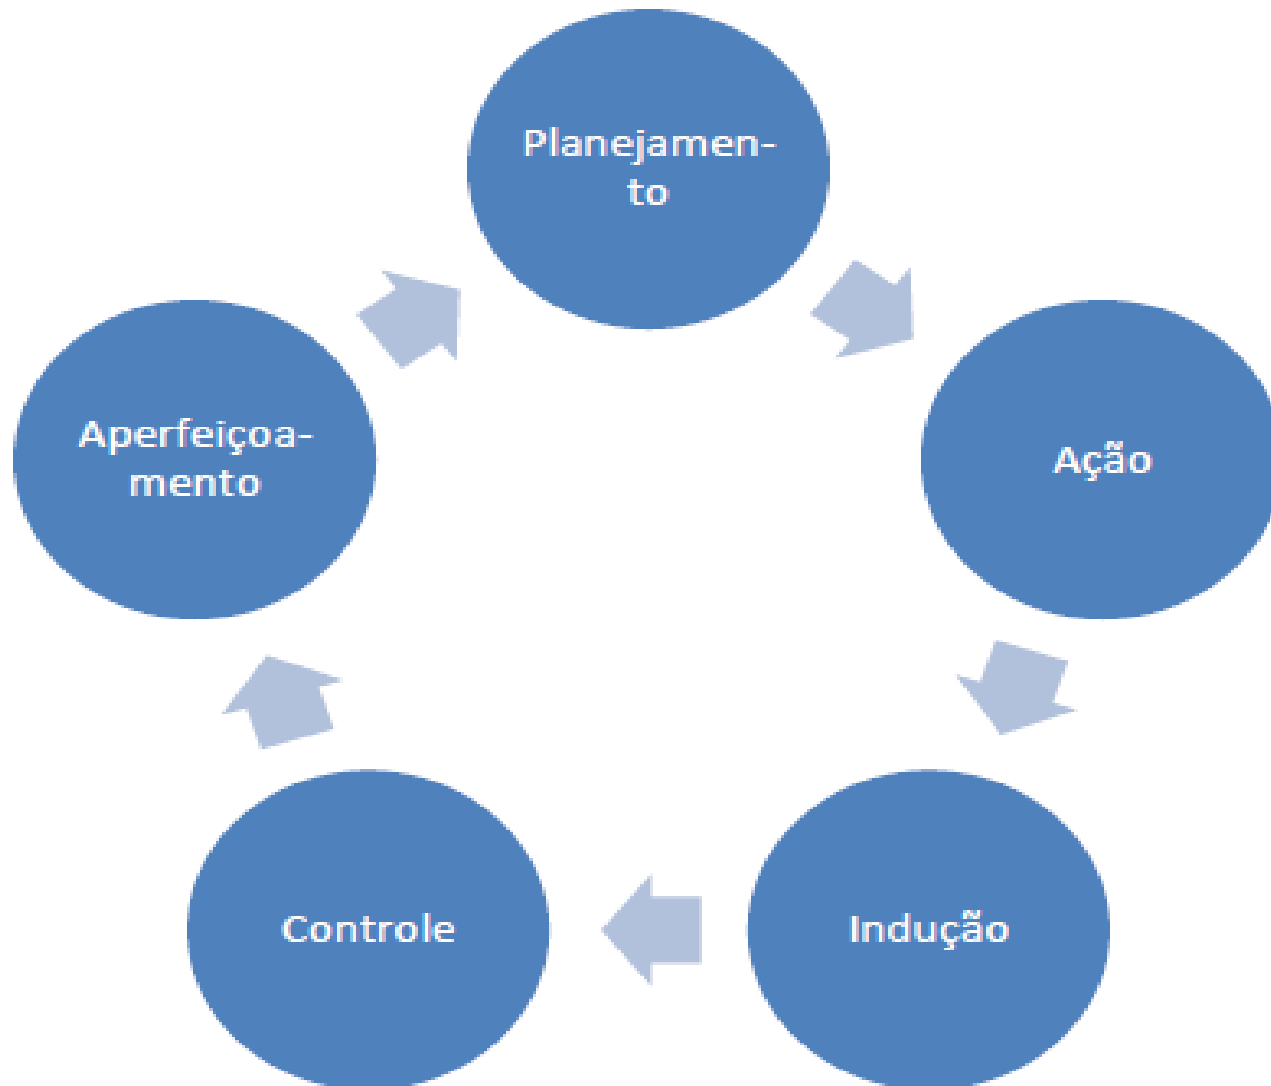 Planejamen-
to
Ação
Indução
Controle
Aperfeiçoa-
mento